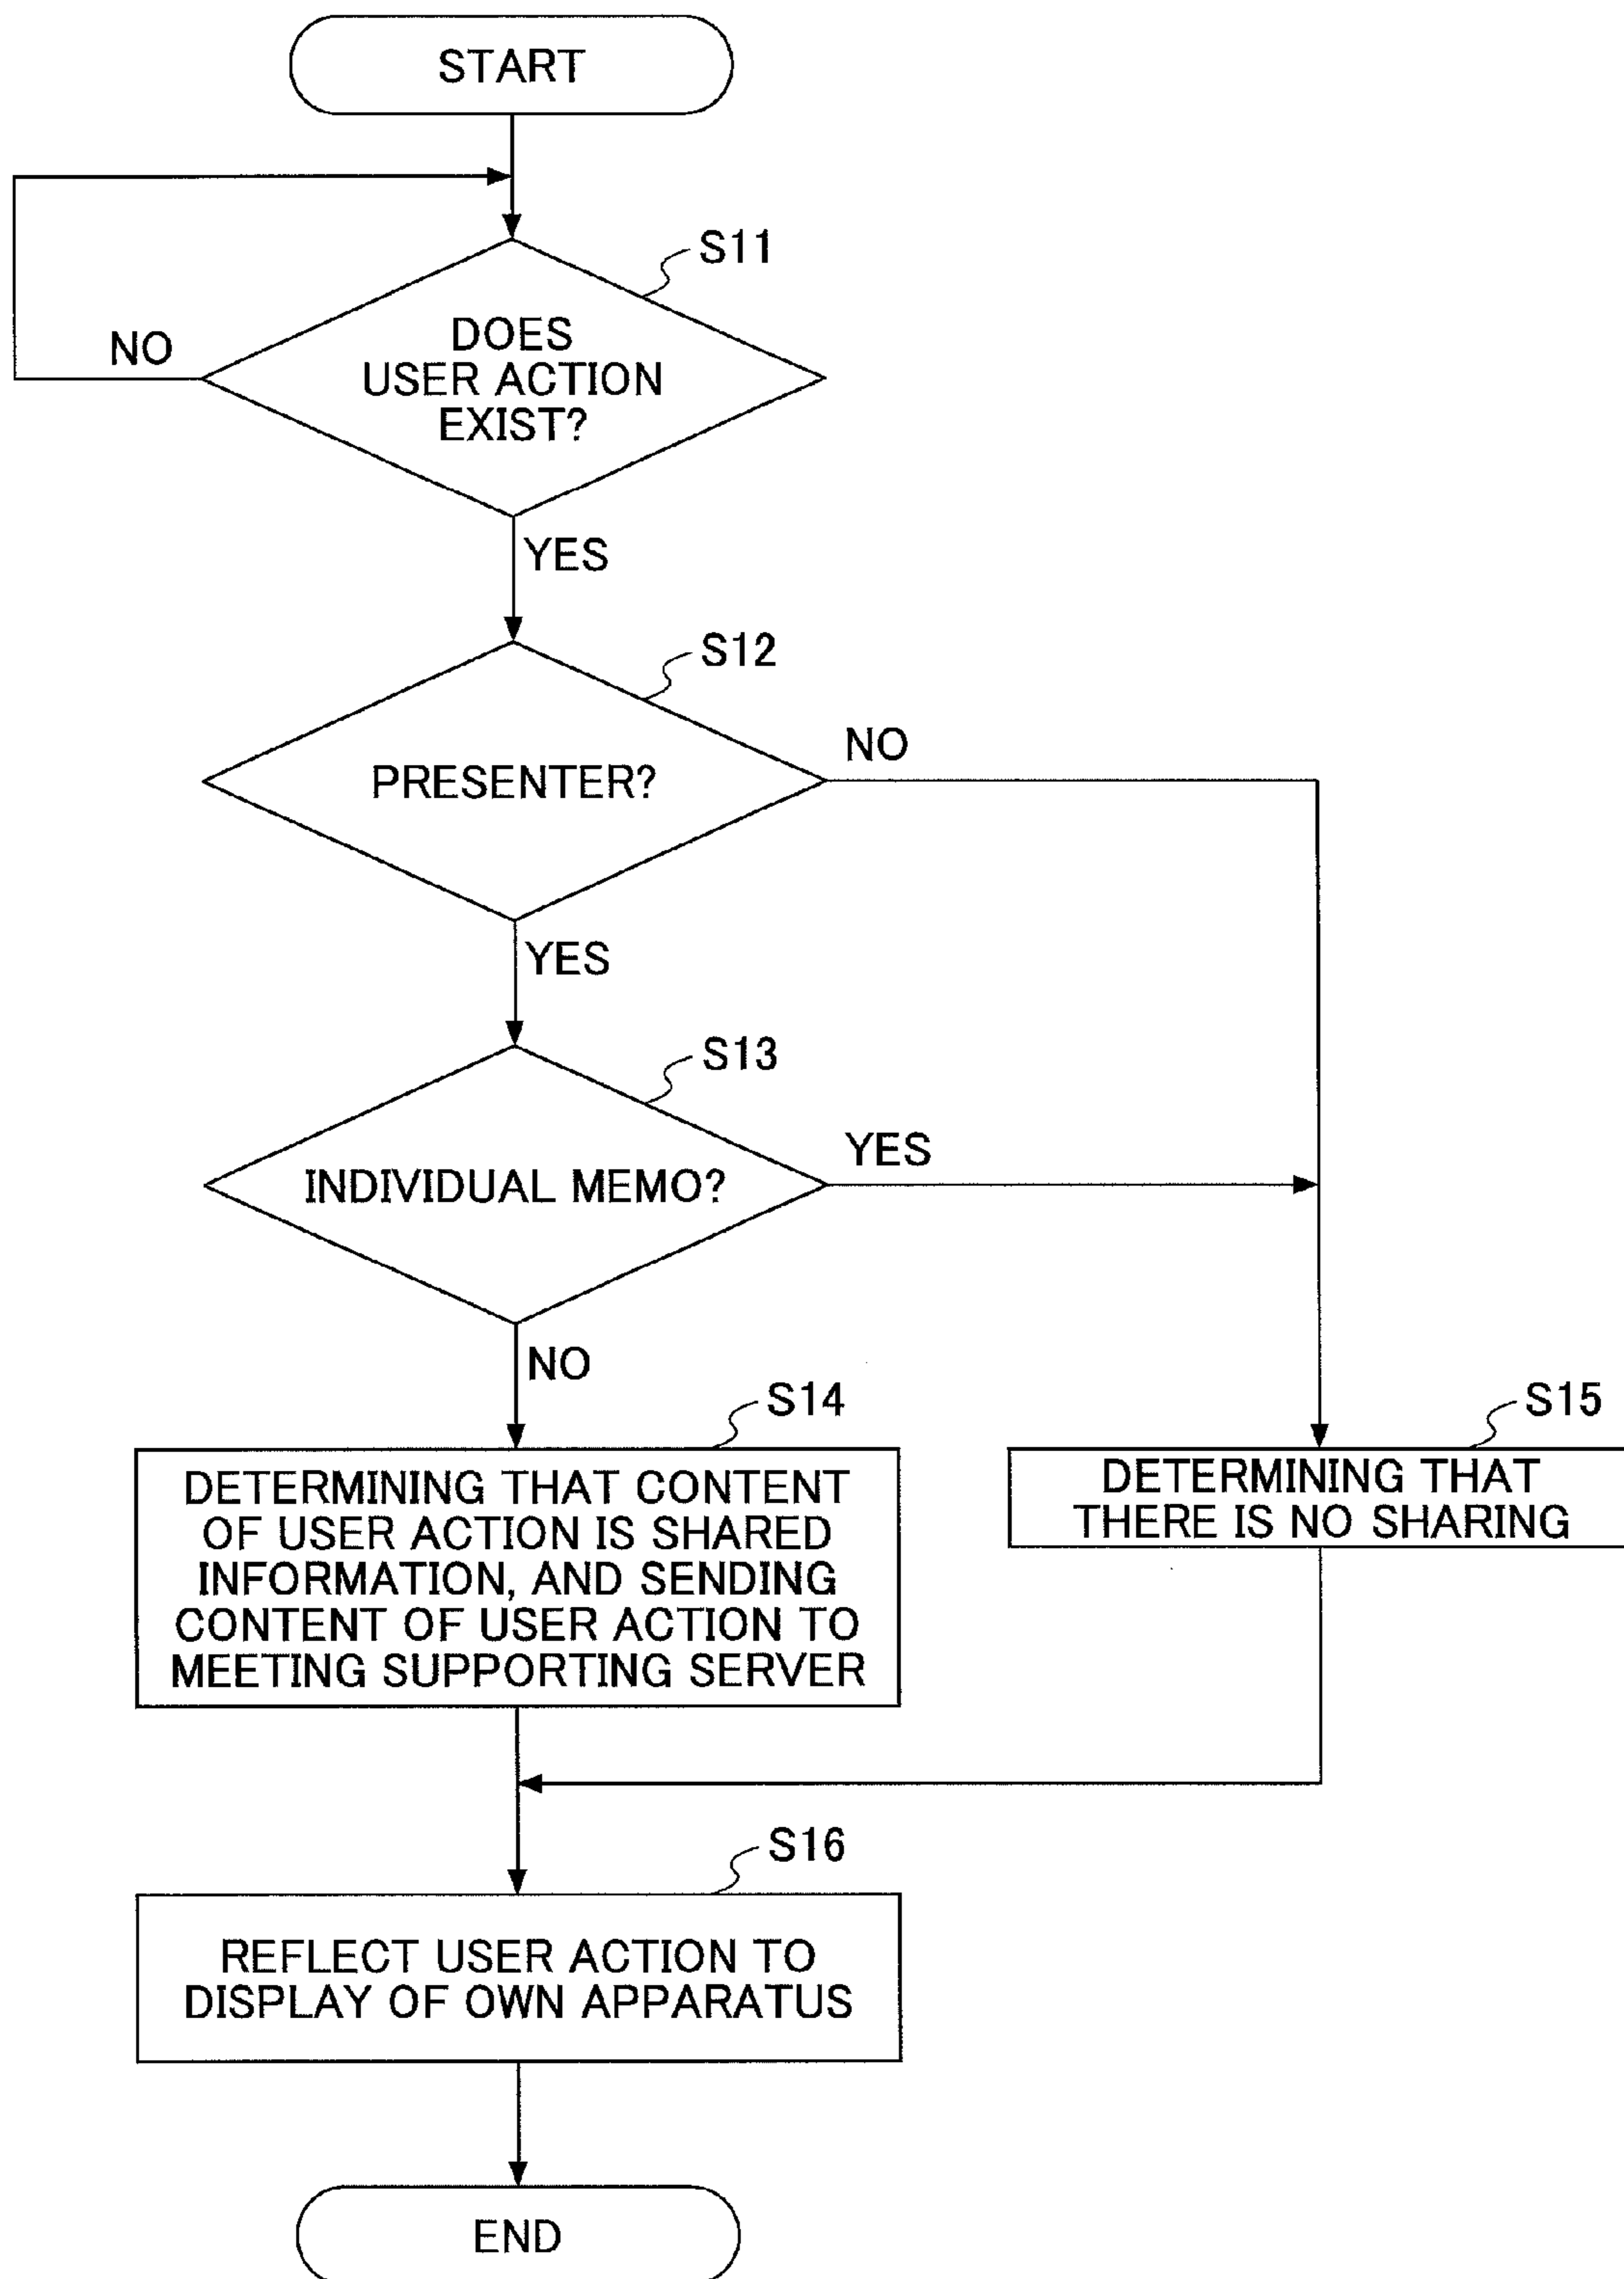 START
S11
DOES
USER ACTION
EXIST?
NO
YES
S12
PRESENTER?
NO
YES
S13
INDIVIDUAL MEMO?
YES
NO
S14
DETERMINING THAT CONTENT
OF USER ACTION IS SHARED
INFORMATION, AND SENDING
CONTENT OF USER ACTION TO
MEETING SUPPORTING SERVER
S15
DETERMINING THAT
THERE IS NO SHARING
S16
REFLECT USER ACTION TO
DISPLAY OF OWN APPARATUS
END